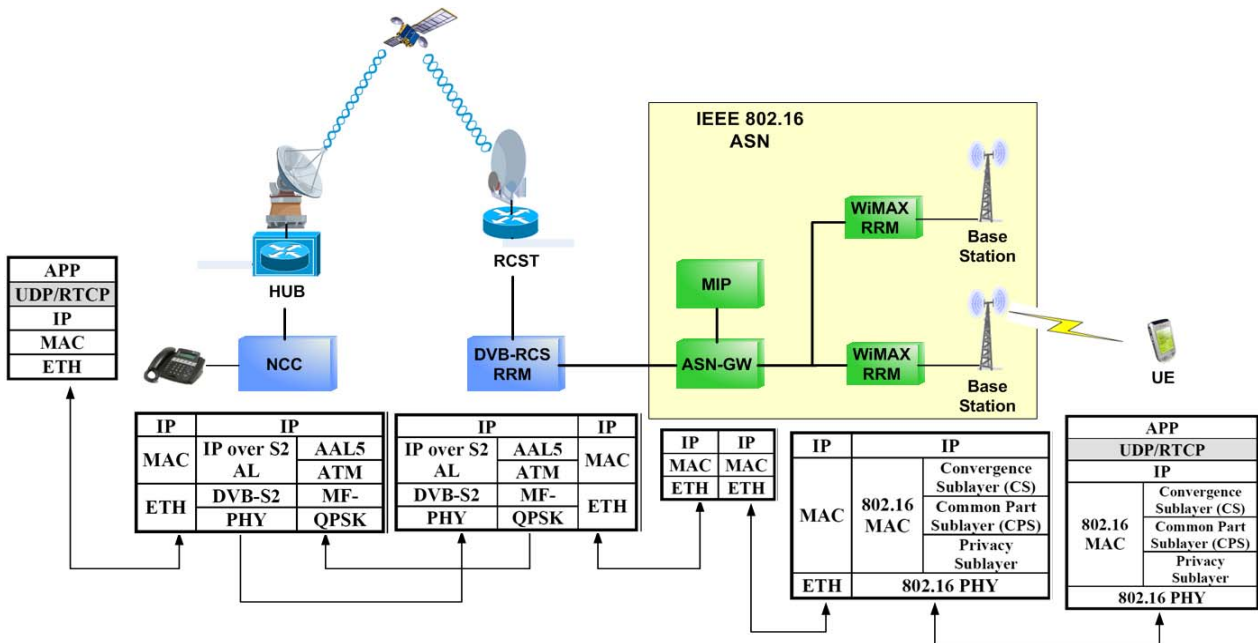 IEEE 802.16
ASN
WiMAX
RRM
Base
Station
RCST
HUB
MIP
NCC
DVB-RCS
RRM
ASN-GW
WiMAX
RRM
Base
Station
UE
APP
UDP/RTCP
IP
MAC
ETH
IP IP
MAC IP over S2 AAL5
AL ATM
ETH DVB-S2 MF-
PHY QPSK
IP IP
IP over S2 AAL5 MAC
AL ATM
DVB-S2 MF- ETH
PHY QPSK
IP IP
MAC MAC
ETH ETH
IP IP
MAC 802.16
MAC
Convergence
Sublayer (CS)
Common Part
Sublayer (CPS)
Privacy
Sublayer
ETH 802.16 PHY
APP
UDP/RTCP
IP
802.16
MAC
Convergence
Sublayer (CS)
Common Part
Sublayer (CPS)
Privacy
Sublayer
802.16 PHY